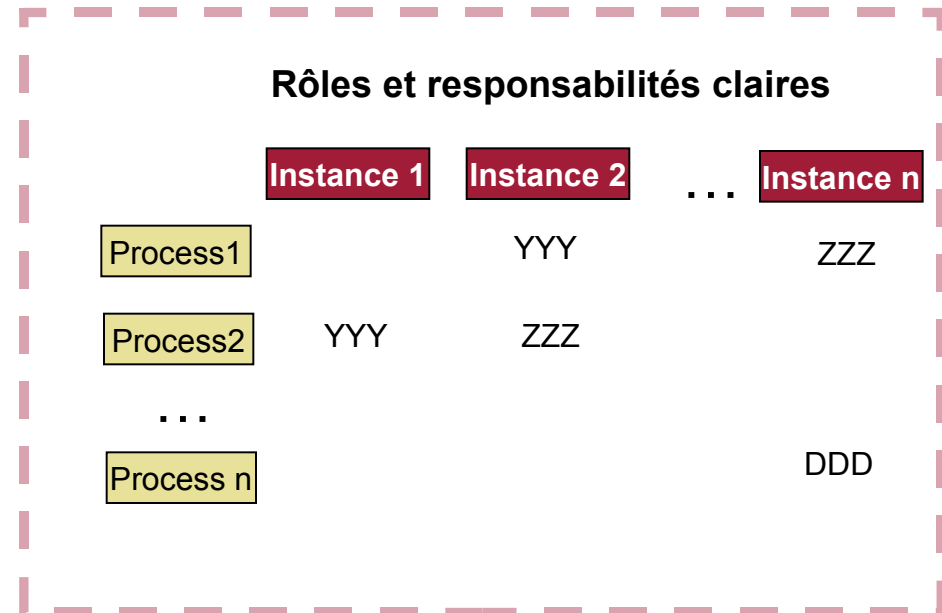 Rôles et responsabilités claires
Instance 1 Instance 2 ... Instance n
Process1 YYY ZZZ
Process2 YYY ZZZ
...
Process n DDD